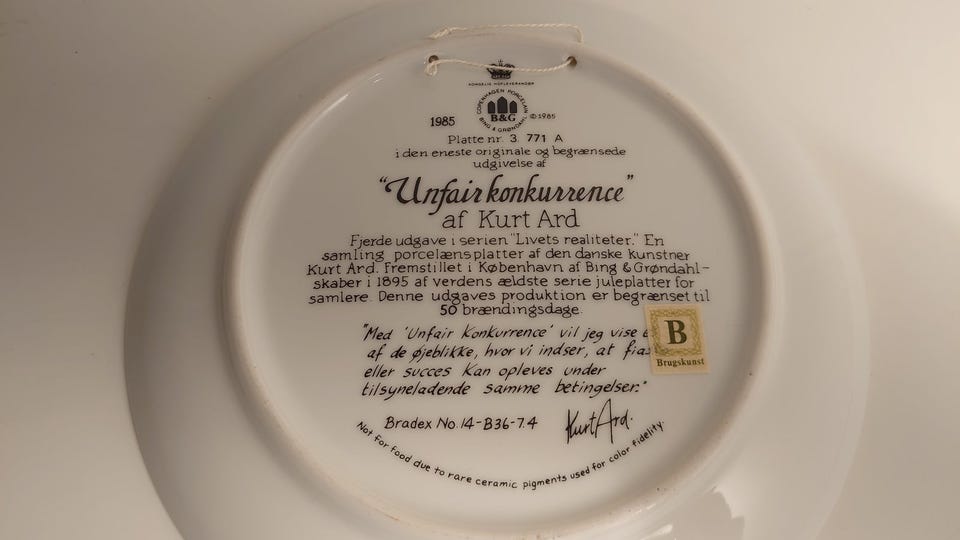 KONGELIG HOFLEVERANDØR
COPENHAGEN PORCELAIN
B&G
BING & GRØNDAHL
1985
© 1985
Platte nr. 3. 771 A
i den eneste originale og begrænsede
udgivelse af
"Unfair konkurrence"
af Kurt Ard
Fjerde udgave i serien "Livets realiteter." En
samling porcelænsplatter af den danske kunstner
Kurt Ard. Fremstillet i København af Bing & Grøndahl-
skaber i 1895 af verdens ældste serie juleplatter for
samlere. Denne udgaves produktion er begrænset til
50 brændingsdage.
"Med 'Unfair Konkurrence' vil jeg vise
af de øjeblikke, hvor vi indser, at
eller succes kan opleves under
tilsyneladende samme betingelser."
B
Brugskunst
Bradex No. 14-B36-7.4
Kurt Ard.
Not for food due to rare ceramic pigments used for color fidelity.